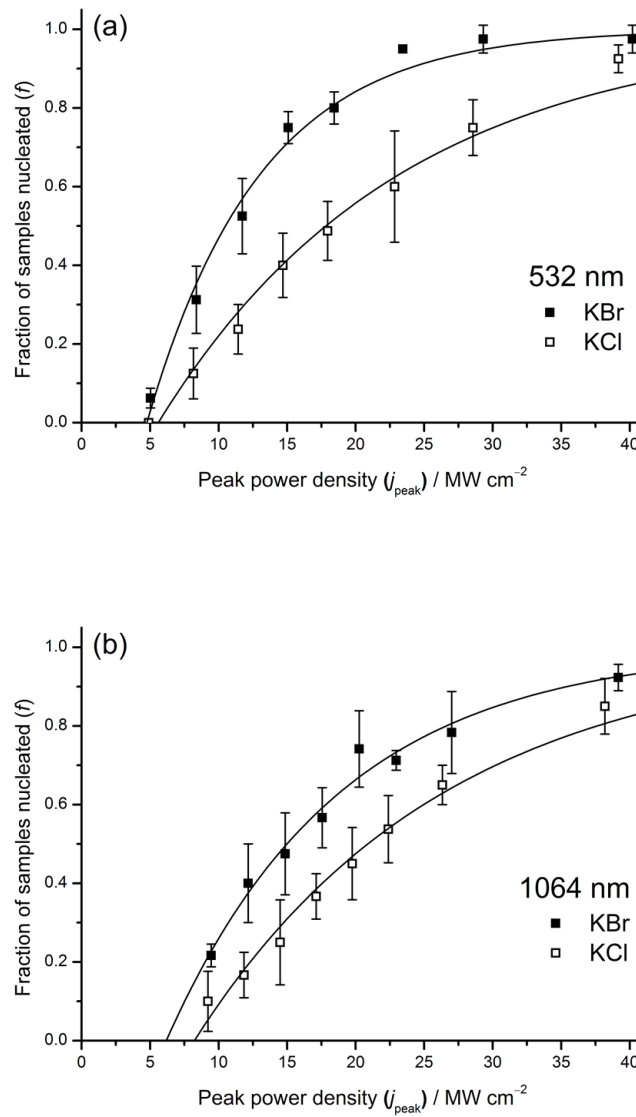 (a)
1.0
0.8
0.6
0.4
0.2
0.0
Fraction of samples nucleated (f)
532 nm
KBr
KCl
0 5 10 15 20 25 30 35 40
Peak power density (j_peak) / MW cm⁻²
(b)
1.0
0.8
0.6
0.4
0.2
0.0
Fraction of samples nucleated (f)
1064 nm
KBr
KCl
0 5 10 15 20 25 30 35 40
Peak power density (j_peak) / MW cm⁻²